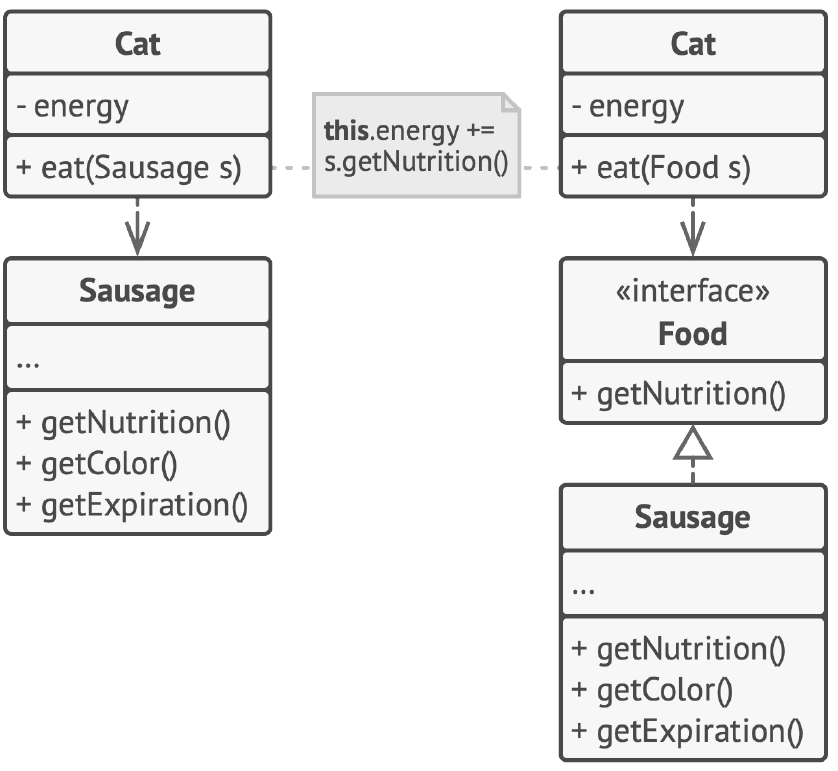 Cat
- energy
+ eat(Sausage s)
Sausage
...
+ getNutrition()
+ getColor()
+ getExpiration()
this.energy +=
s.getNutrition()
Cat
- energy
+ eat(Food s)
«interface»
Food
+ getNutrition()
Sausage
...
+ getNutrition()
+ getColor()
+ getExpiration()